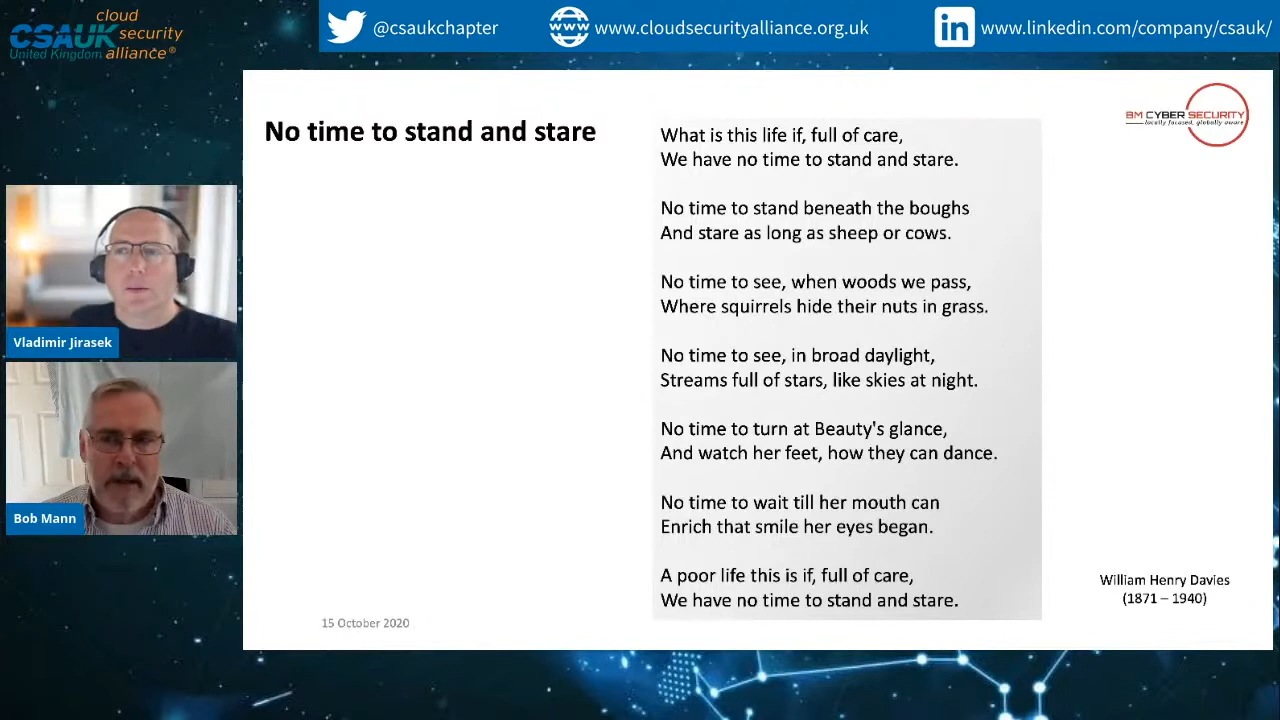 cloud
CSAUK security
United Kingdom alliance®
@csaukchapter
www.cloudsecurityalliance.org.uk
www.linkedin.com/company/csauk/
WWW
in
No time to stand and stare
BM CYBER SECURITY
locally focused, globally aware
What is this life if, full of care,
We have no time to stand and stare.
No time to stand beneath the boughs
And stare as long as sheep or cows.
No time to see, when woods we pass,
Where squirrels hide their nuts in grass.
No time to see, in broad daylight,
Streams full of stars, like skies at night.
No time to turn at Beauty's glance,
And watch her feet, how they can dance.
No time to wait till her mouth can
Enrich that smile her eyes began.
A poor life this is if, full of care,
We have no time to stand and stare.
William Henry Davies
(1871 – 1940)
15 October 2020
Vladimir Jirasek
Bob Mann